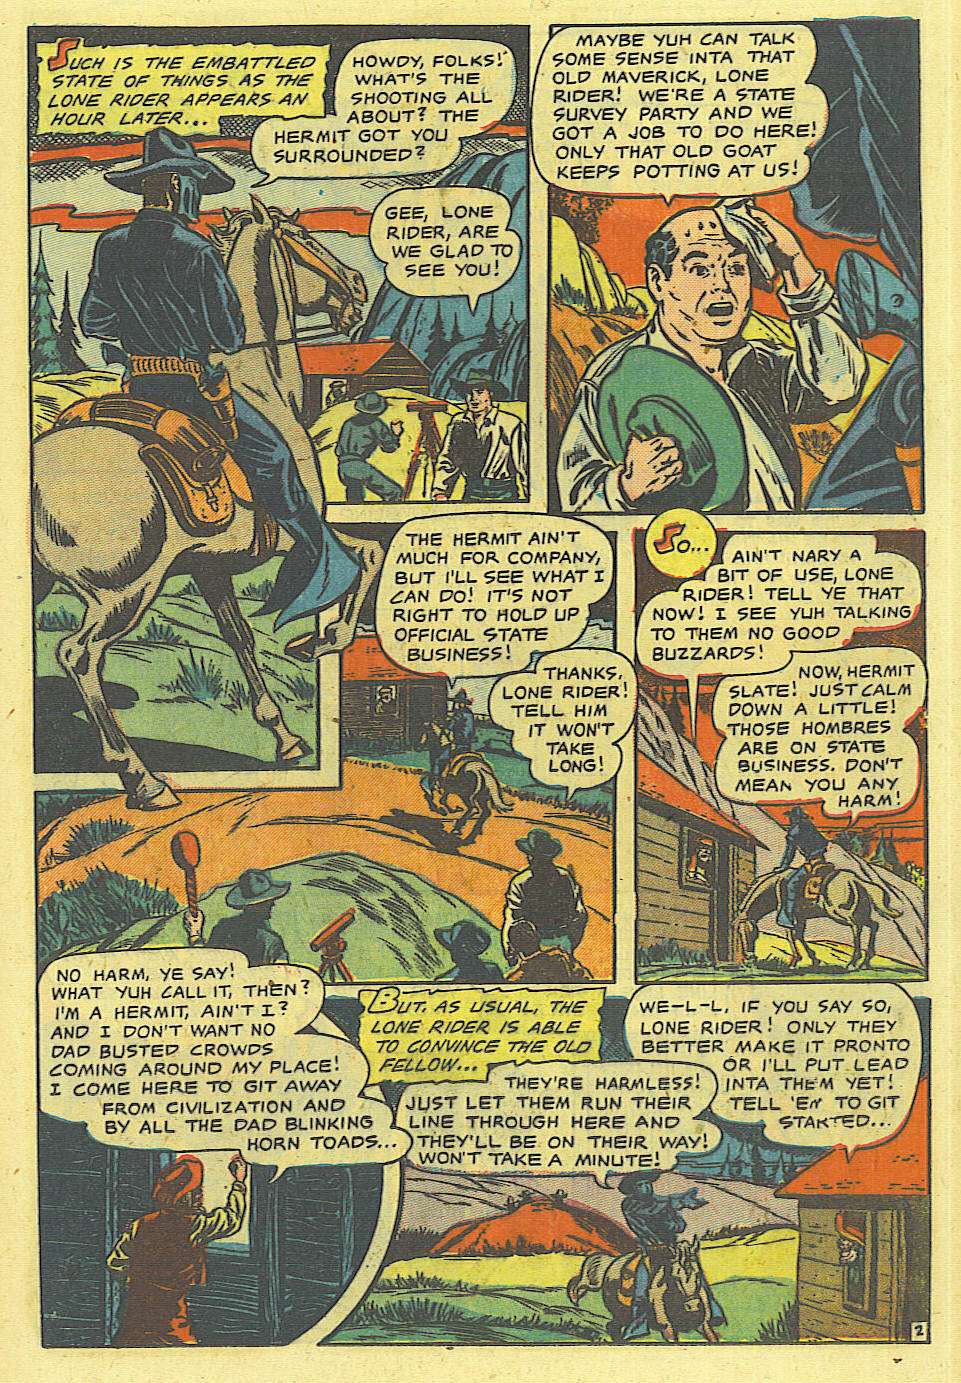 SUCH IS THE EMBATTLED
STATE OF THINGS AS THE
LONE RIDER APPEARS AN
HOUR LATER...
HOWDY, FOLKS!
WHAT'S THE
SHOOTING ALL
ABOUT? THE
HERMIT GOT YOU
SURROUNDED?
GEE, LONE
RIDER, ARE
WE GLAD TO
SEE YOU!
MAYBE YUH CAN TALK
SOME SENSE INTA THAT
OLD MAVERICK, LONE
RIDER! WE'RE A STATE
SURVEY PARTY AND WE
GOT A JOB TO DO HERE!
ONLY THAT OLD GOAT
KEEPS POTTING AT US!
THE HERMIT AIN'T
MUCH FOR COMPANY,
BUT I'LL SEE WHAT I
CAN DO! IT'S NOT
RIGHT TO HOLD UP
OFFICIAL STATE
BUSINESS!
THANKS,
LONE RIDER!
TELL HIM
IT WON'T
TAKE
LONG!
SO...
AIN'T NARY A
BIT OF USE, LONE
RIDER! TELL YE THAT
NOW! I SEE YUH TALKING
TO THEM NO GOOD
BUZZARDS!
NOW, HERMIT
SLATE! JUST CALM
DOWN A LITTLE!
THOSE HOMBRES
ARE ON STATE
BUSINESS. DON'T
MEAN YOU ANY
HARM!
NO HARM, YE SAY!
WHAT YUH CALL IT, THEN?
I'M A HERMIT, AIN'T I?
AND I DON'T WANT NO
DAD BUSTED CROWDS
COMING AROUND MY PLACE!
I COME HERE TO GIT AWAY
FROM CIVILIZATION AND
BY ALL THE DAD BLINKING
HORN TOADS...
BUT, AS USUAL, THE
LONE RIDER IS ABLE
TO CONVINCE THE OLD
FELLOW...
THEY'RE HARMLESS!
JUST LET THEM RUN THEIR
LINE THROUGH HERE AND
THEY'LL BE ON THEIR WAY!
WON'T TAKE A MINUTE!
WE-L-L, IF YOU SAY SO,
LONE RIDER! ONLY THEY
BETTER MAKE IT PRONTO
OR I'LL PUT LEAD
INTA THEM YET!
TELL 'EM TO GIT
STARTED...
2